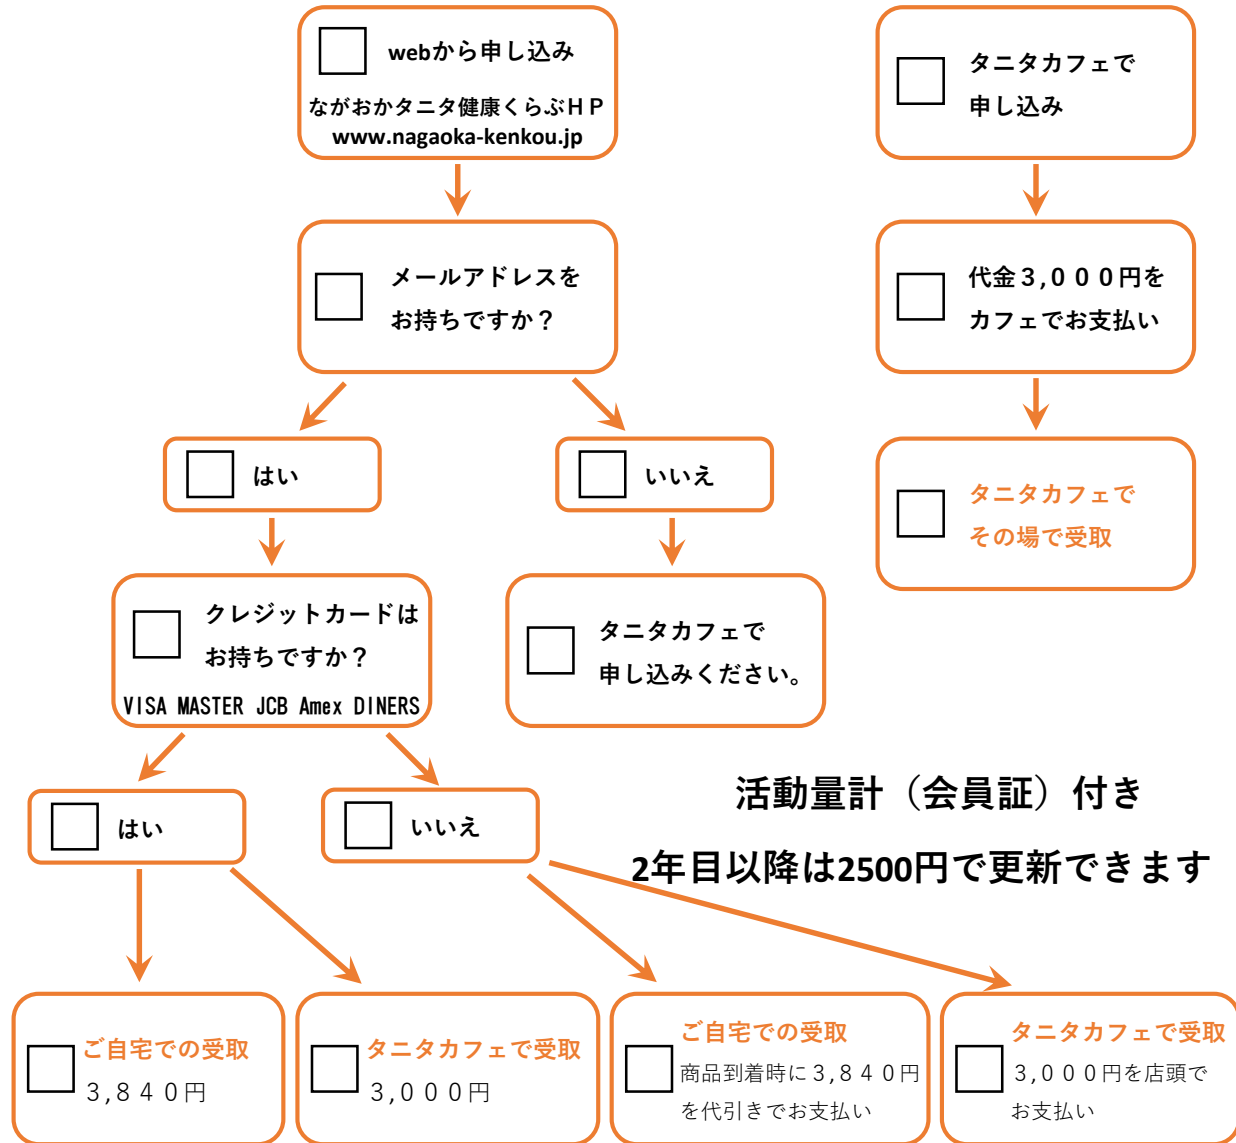 webから申し込み
ながおかタニタ健康くらぶHP
www.nagaoka-kenkou.jp
タニタカフェで
申し込み
メールアドレスを
お持ちですか？
代金３,０００円を
カフェでお支払い
はい
いいえ
タニタカフェで
その場で受取
クレジットカードは
お持ちですか？
VISA MASTER JCB Amex DINERS
タニタカフェで
申し込みください。
はい
いいえ
活動量計（会員証）付き
2年目以降は2500円で更新できます
ご自宅での受取
３,８４０円
タニタカフェで受取
３,０００円
ご自宅での受取
商品到着時に３,８４０円
を代引きでお支払い
タニタカフェで受取
３,０００円を店頭で
お支払い